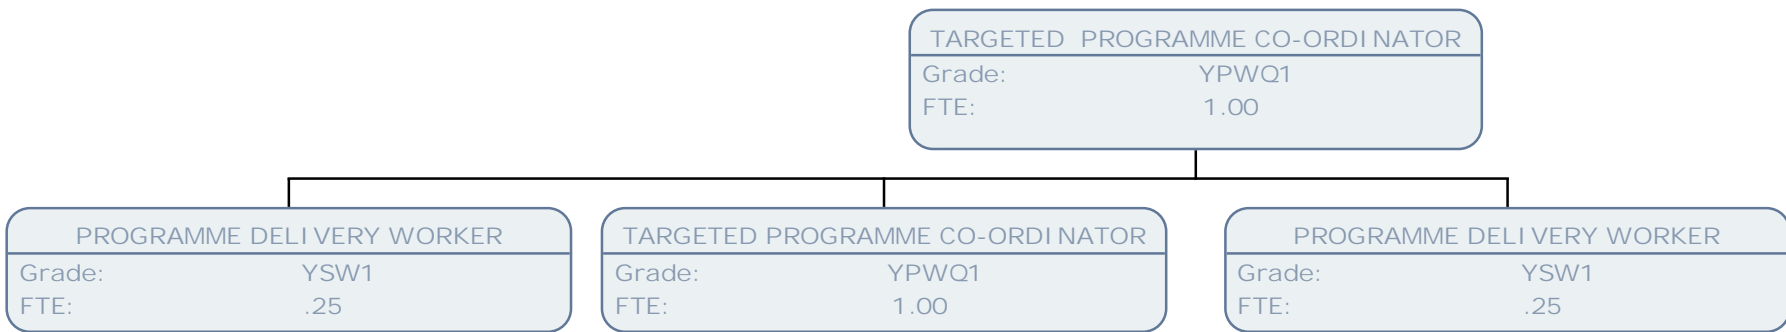 TARGETED PROGRAMME CO-ORDINATOR
Grade: YPWQ1
FTE: 1.00
PROGRAMME DELIVERY WORKER
Grade: YSW1
FTE: .25
TARGETED PROGRAMME CO-ORDINATOR
Grade: YPWQ1
FTE: 1.00
PROGRAMME DELIVERY WORKER
Grade: YSW1
FTE: .25